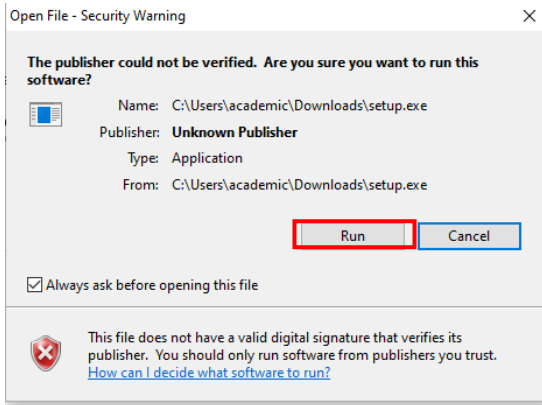 Open File - Security Warning
The publisher could not be verified.  Are you sure you want to run this
software?
Name: C:\Users\academic\Downloads\setup.exe
Publisher: Unknown Publisher
Type: Application
From: C:\Users\academic\Downloads\setup.exe
Run Cancel
Always ask before opening this file
This file does not have a valid digital signature that verifies its
publisher.  You should only run software from publishers you trust.
How can I decide what software to run?